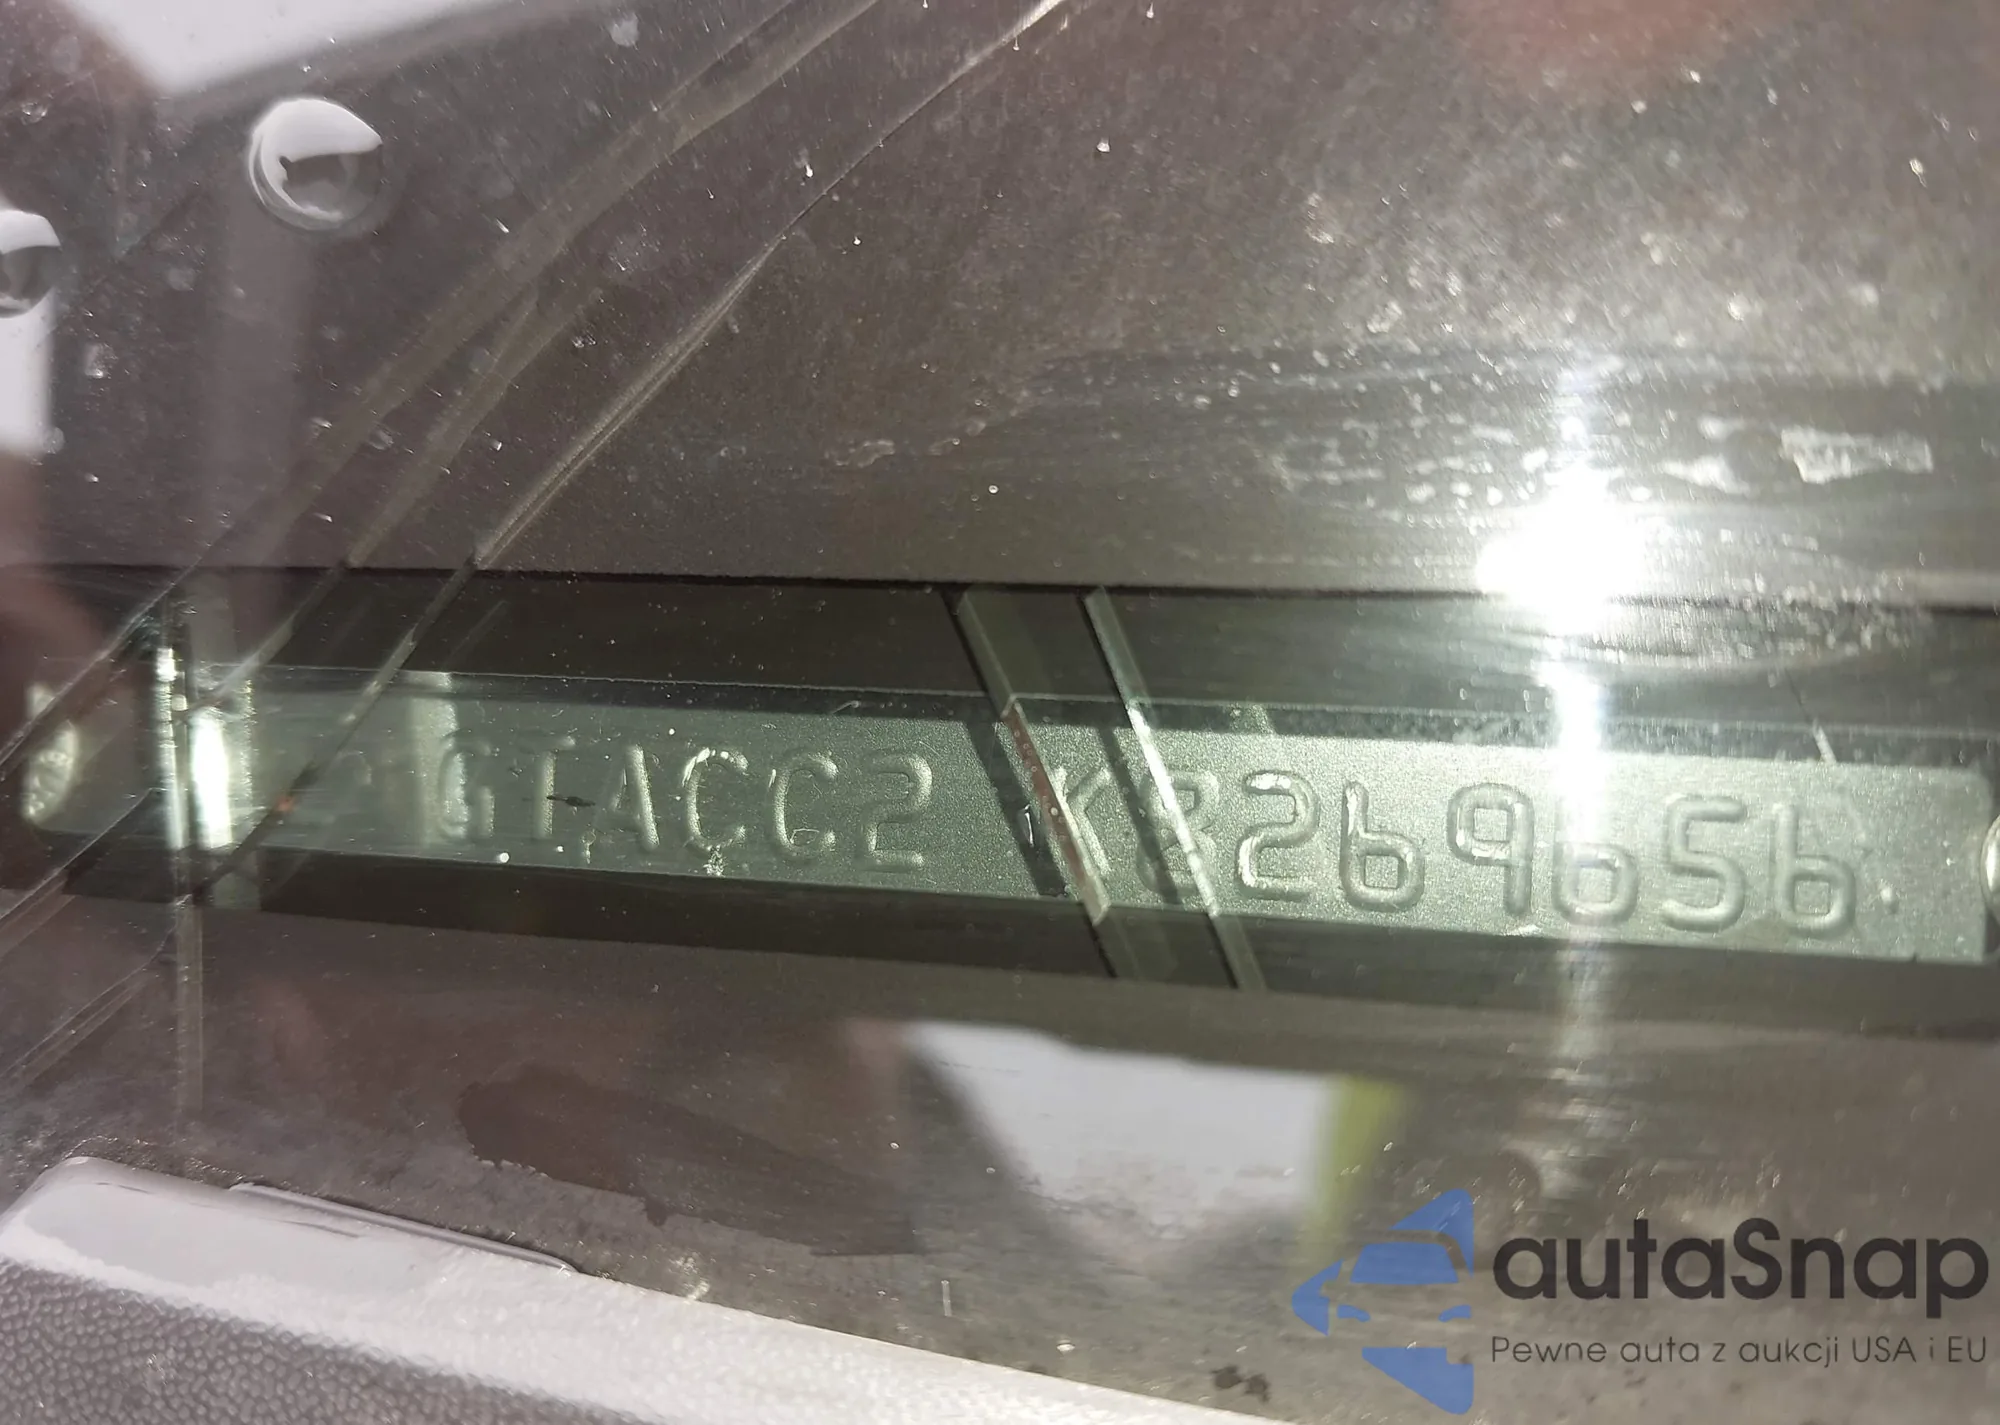 GTACC2 K8269656
autaSnap
Pewne auta z aukcji USA i EU